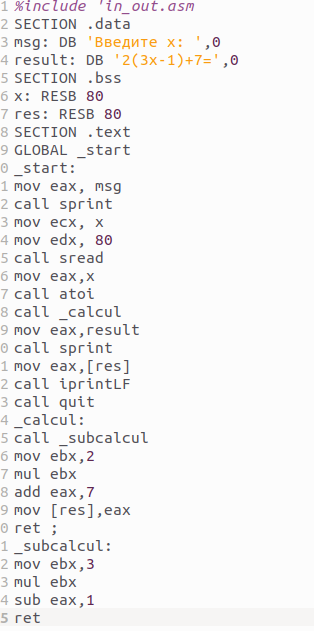 1 %include 'in_out.asm
2 SECTION .data
3 msg: DB 'Введите x: ',0
4 result: DB '2(3x-1)+7=',0
5 SECTION .bss
6 x: RESB 80
7 res: RESB 80
8 SECTION .text
9 GLOBAL _start
0 _start:
1 mov eax, msg
2 call sprint
3 mov ecx, x
4 mov edx, 80
5 call sread
6 mov eax,x
7 call atoi
8 call _calcul
9 mov eax,result
0 call sprint
1 mov eax,[res]
2 call iprintLF
3 call quit
4 _calcul:
5 call _subcalcul
6 mov ebx,2
7 mul ebx
8 add eax,7
9 mov [res],eax
0 ret ;
1 _subcalcul:
2 mov ebx,3
3 mul ebx
4 sub eax,1
5 ret